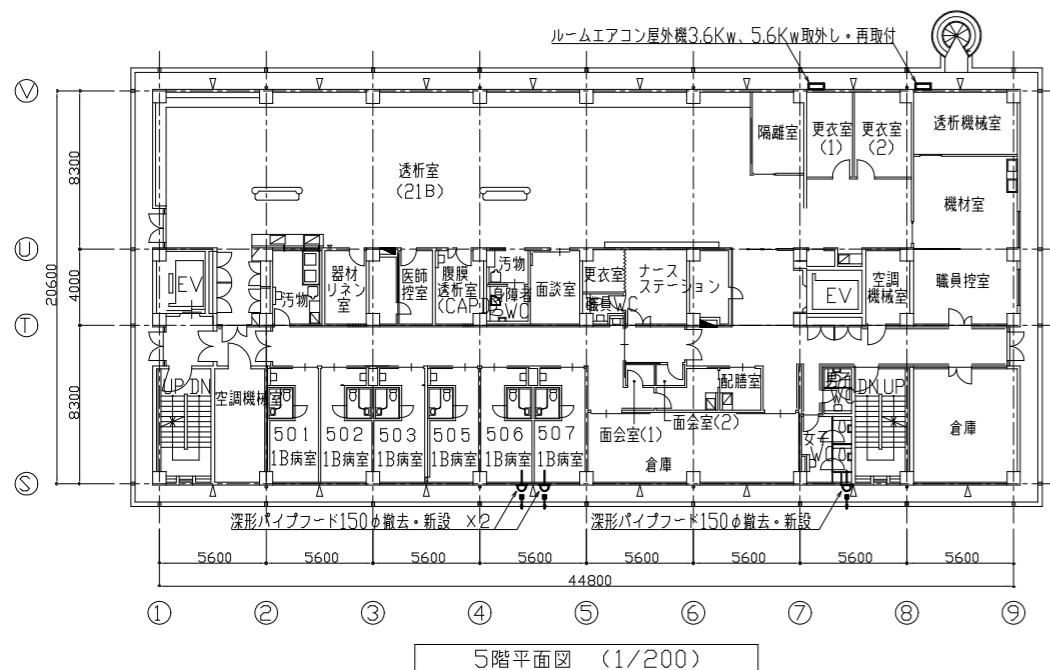 ルームエアコン屋外機3.6Kw、5.6Kw取外し・再取付
V
隔離室
更衣室
(1)
更衣室
(2)
透析機械室
透析室
(21B)
機材室
8300
U
EV
汚物
器材
リネン
室
医師
控室
腹膜
透析室
(CAPD)
汚物
WC
面談室
更衣室
職員WC
ナース
ステーション
EV
空調
機械室
職員控室
20600
4000
T
UP DN
空調機械室
配膳室
男子
WC
DN UP
8300
501
1B病室
502
1B病室
503
1B病室
505
1B病室
506
1B病室
507
1B病室
面会室(1)
面会室(2)
倉庫
女子
WC
倉庫
S
深形パイプフード150φ撤去・新設 ×2
深形パイプフード150φ撤去・新設
5600
5600
5600
5600
5600
5600
5600
5600
44800
1
2
3
4
5
6
7
8
9
5階平面図 (1/200)